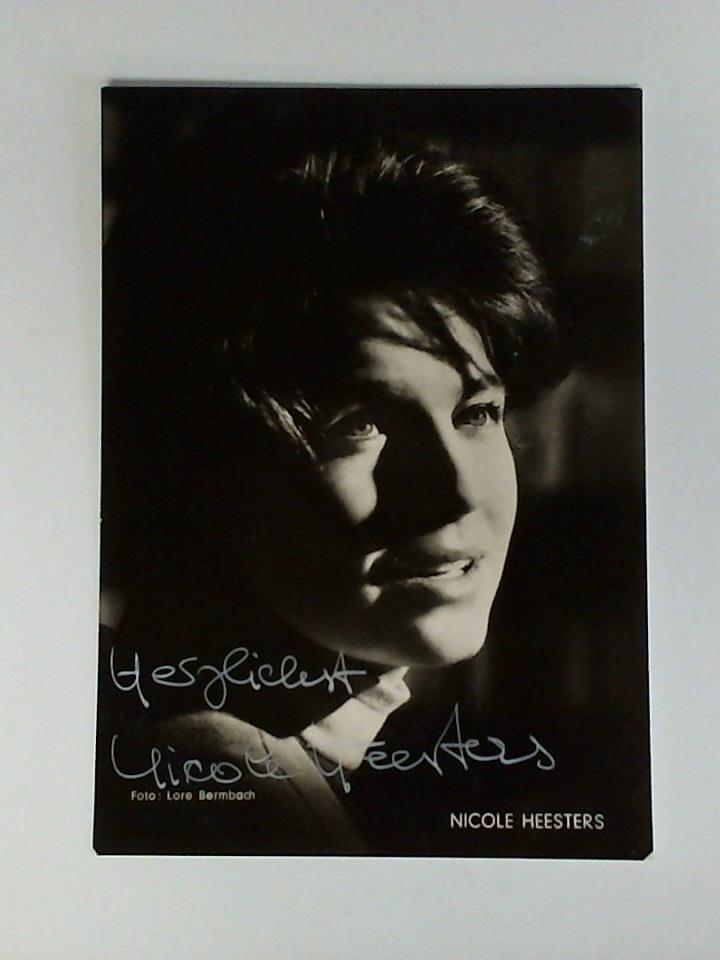 Herzlichst
Nicole Heesters
Foto: Lore Bermbach
NICOLE HEESTERS